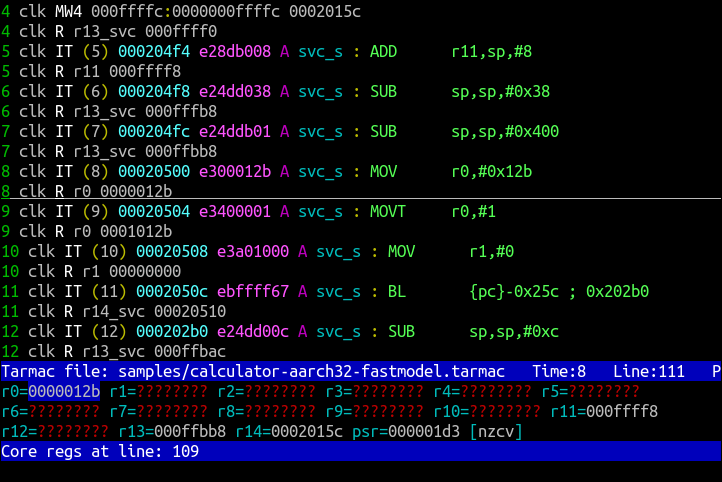 4 clk MW4 000ffffc:0000000ffffc 0002015c
4 clk R r13_svc 000ffff0
5 clk IT (5) 000204f4 e28db008 A svc_s : ADD      r11,sp,#8
5 clk R r11 000ffff8
6 clk IT (6) 000204f8 e24dd038 A svc_s : SUB      sp,sp,#0x38
6 clk R r13_svc 000fffb8
7 clk IT (7) 000204fc e24ddb01 A svc_s : SUB      sp,sp,#0x400
7 clk R r13_svc 000ffbb8
8 clk IT (8) 00020500 e300012b A svc_s : MOV      r0,#0x12b
8 clk R r0 0000012b
9 clk IT (9) 00020504 e3400001 A svc_s : MOVT     r0,#1
9 clk R r0 0001012b
10 clk IT (10) 00020508 e3a01000 A svc_s : MOV      r1,#0
10 clk R r1 00000000
11 clk IT (11) 0002050c ebffff67 A svc_s : BL       {pc}-0x25c ; 0x202b0
11 clk R r14_svc 00020510
12 clk IT (12) 000202b0 e24dd00c A svc_s : SUB      sp,sp,#0xc
12 clk R r13_svc 000ffbac
Tarmac file: samples/calculator-aarch32-fastmodel.tarmac   Time:8   Line:111   P
r0=0000012b r1=???????? r2=???????? r3=???????? r4=???????? r5=????????
r6=???????? r7=???????? r8=???????? r9=???????? r10=???????? r11=000ffff8
r12=???????? r13=000ffbb8 r14=0002015c psr=000001d3 [nzcv]
Core regs at line: 109